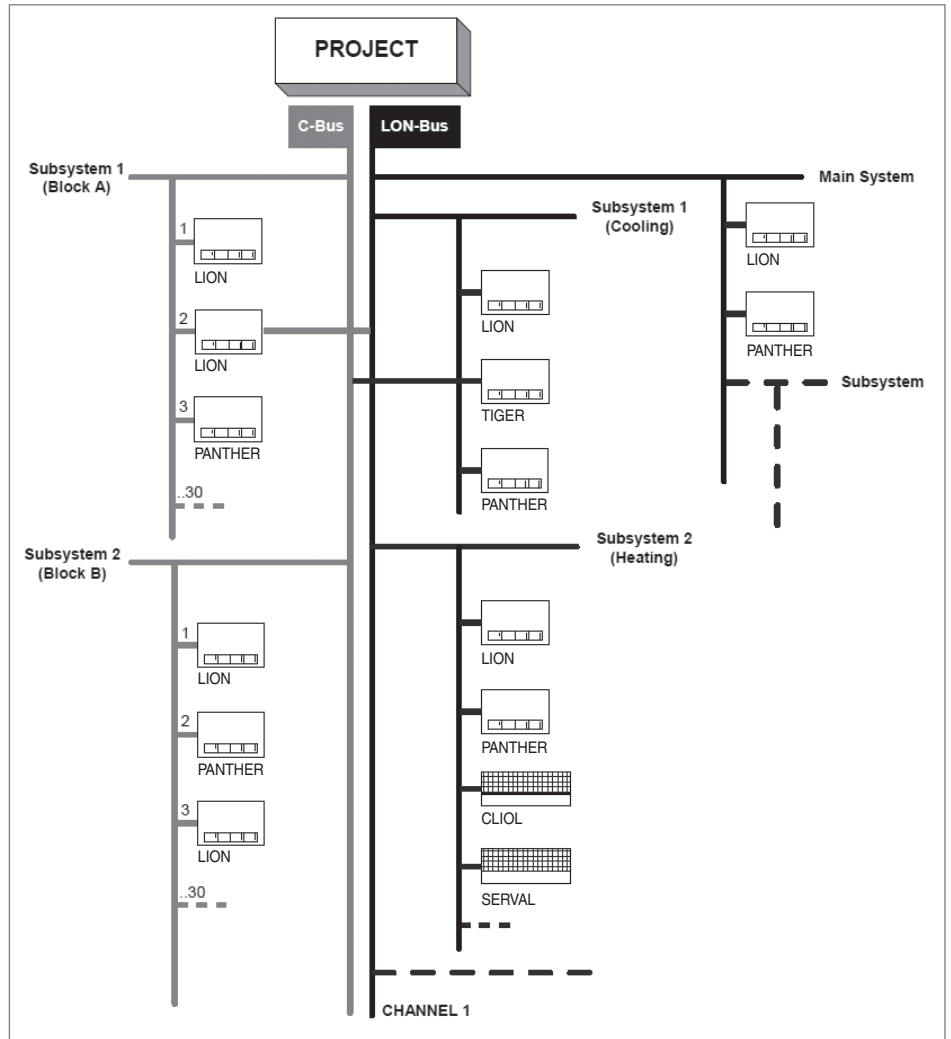 PROJECT
C-Bus
LON-Bus
Subsystem 1
(Block A)
1
LION
2
LION
3
PANTHER
..30
Subsystem 2
(Block B)
1
LION
2
PANTHER
3
LION
..30
Subsystem 1
(Cooling)
LION
TIGER
PANTHER
Subsystem 2
(Heating)
LION
PANTHER
CLIOL
SERVAL
CHANNEL 1
Main System
LION
PANTHER
Subsystem